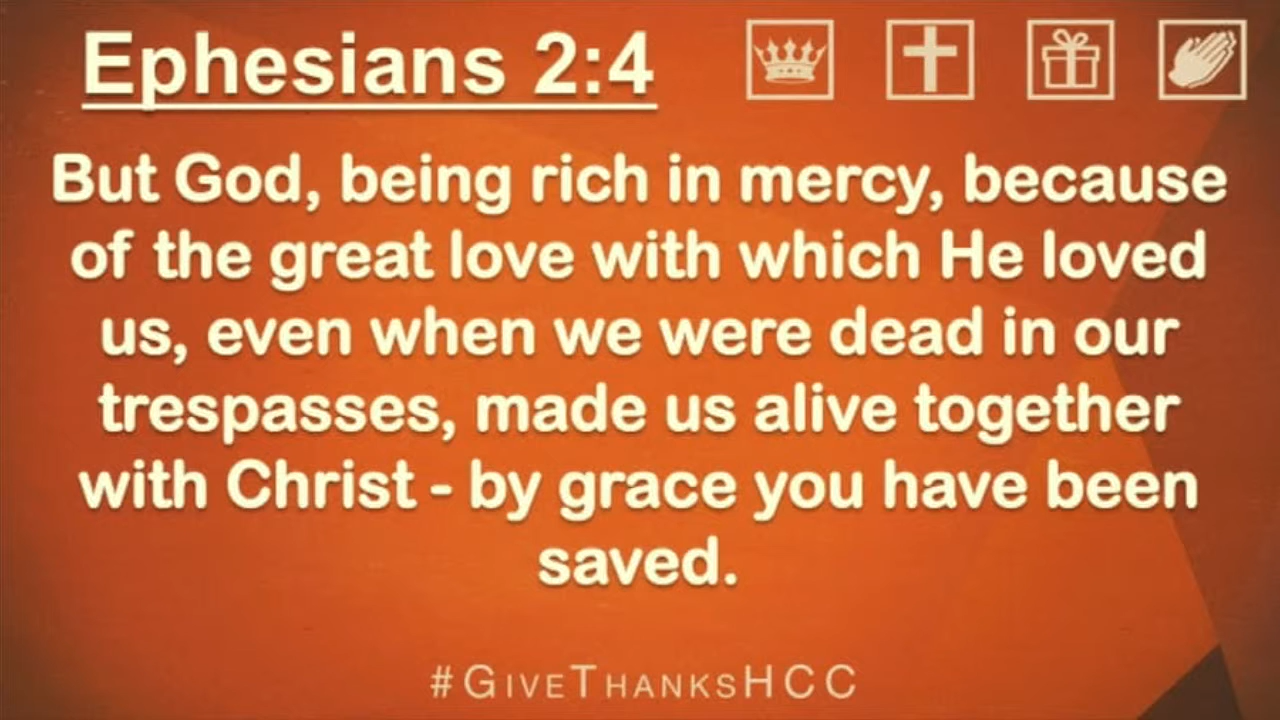 Ephesians 2:4
But God, being rich in mercy, because
of the great love with which He loved
us, even when we were dead in our
trespasses, made us alive together
with Christ - by grace you have been
saved.
#GIVETHANKSHCC